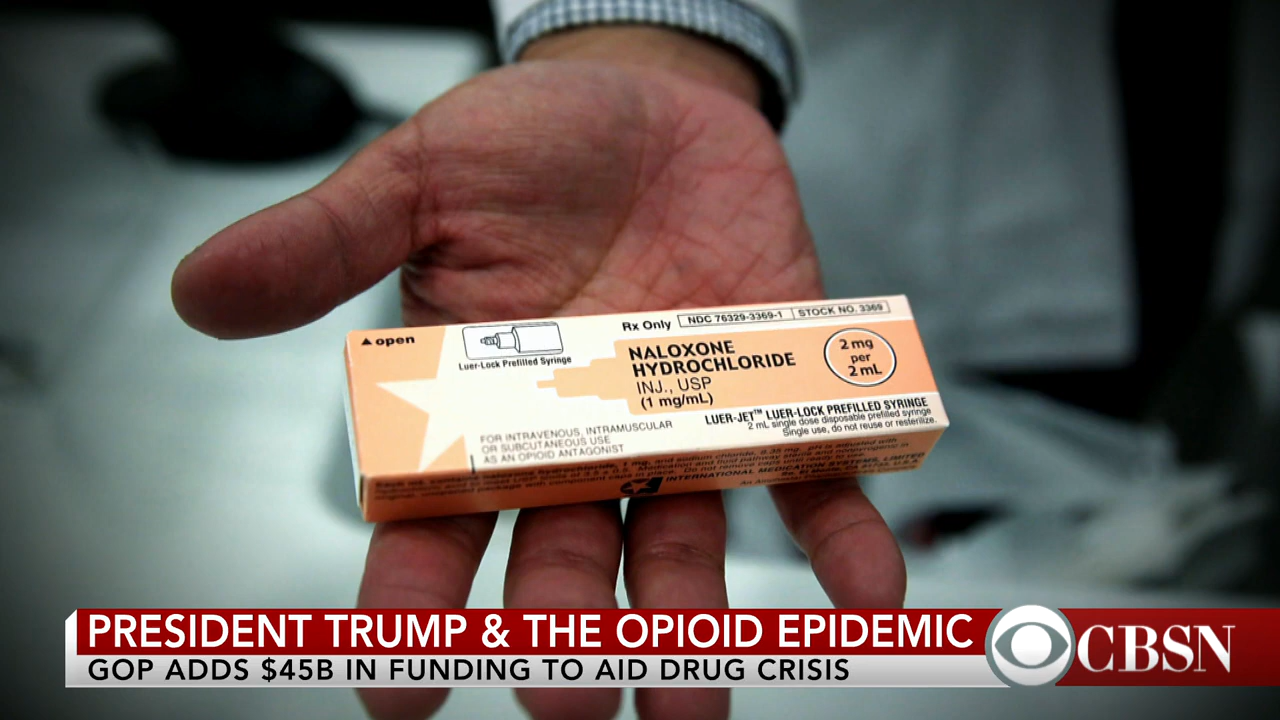 ▲ open
Luer-Lock Prefilled Syringe
Rx Only NDC 76329-3369-1 STOCK NO. 3369
NALOXONE
HYDROCHLORIDE
INJ., USP
(1 mg/mL)
2 mg
per
2 mL
LUER-JET™ LUER-LOCK PREFILLED SYRINGE
2 mL single dose disposable prefilled syringe
Single use, do not reuse or resterilize.
FOR INTRAVENOUS, INTRAMUSCULAR
OR SUBCUTANEOUS USE
AS AN OPIOID ANTAGONIST
INTERNATIONAL MEDICATION SYSTEMS, LIMITED
PRESIDENT TRUMP & THE OPIOID EPIDEMIC
GOP ADDS $45B IN FUNDING TO AID DRUG CRISIS
CBSN